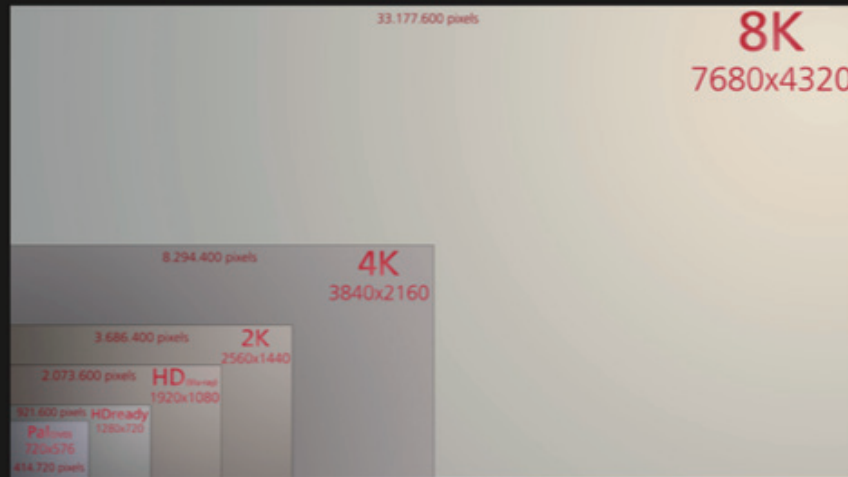 33.177.600 pixels
8K
7680x4320
8.294.400 pixels
4K
3840x2160
3.686.400 pixels
2K
2560x1440
2.073.600 pixels
HD
1920x1080
921.600 pixels
HDready
1280x720
Pal
720x576
414.720 pixels